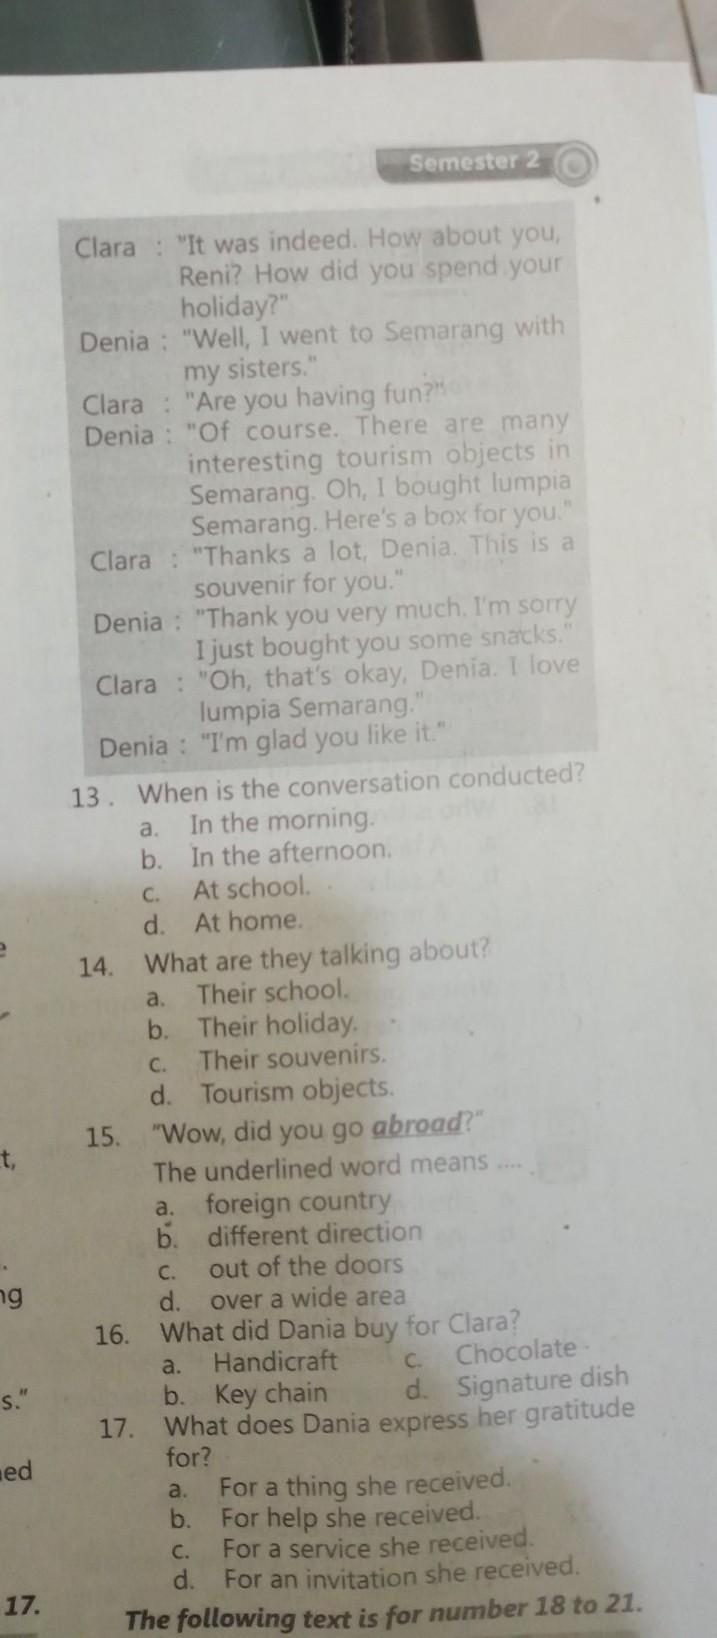 Semester 2
Clara : "It was indeed. How about you,
Reni? How did you spend your
holiday?"
Denia : "Well, I went to Semarang with
my sisters."
Clara : "Are you having fun?"
Denia : "Of course. There are many
interesting tourism objects in
Semarang. Oh, I bought lumpia
Semarang. Here's a box for you."
Clara : "Thanks a lot, Denia. This is a
souvenir for you."
Denia : "Thank you very much. I'm sorry
I just bought you some snacks."
Clara : "Oh, that's okay, Denia. I love
lumpia Semarang."
Denia : "I'm glad you like it."
13. When is the conversation conducted?
a. In the morning.
b. In the afternoon.
c. At school.
d. At home.
14. What are they talking about?
a. Their school.
b. Their holiday.
c. Their souvenirs.
d. Tourism objects.
15. "Wow, did you go abroad?"
The underlined word means ....
a. foreign country
b. different direction
c. out of the doors
d. over a wide area
16. What did Dania buy for Clara?
a. Handicraft c. Chocolate
b. Key chain d. Signature dish
17. What does Dania express her gratitude
for?
a. For a thing she received.
b. For help she received.
c. For a service she received.
d. For an invitation she received.
17.
The following text is for number 18 to 21.